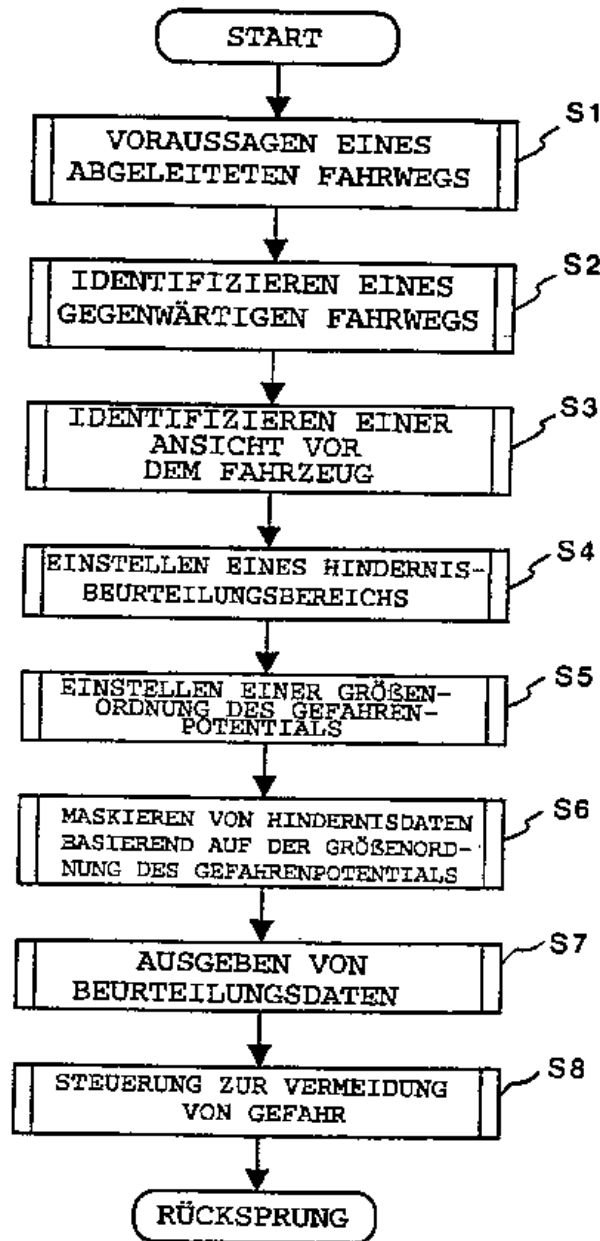 START
VORAUSSAGEN EINES
ABGELEITETEN FAHRWEGS
S1
IDENTIFIZIEREN EINES
GEGENWÄRTIGEN FAHRWEGS
S2
IDENTIFIZIEREN EINER
ANSICHT VOR
DEM FAHRZEUG
S3
EINSTELLEN EINES HINDERNIS-
BEURTEILUNGSBEREICHS
S4
EINSTELLEN EINER GRÖßEN-
ORDNUNG DES GEFAHREN-
POTENTIALS
S5
MASKIEREN VON HINDERNISDATEN
BASIEREND AUF DER GRÖßENORD-
NUNG DES GEFAHRENPOTENTIALS
S6
AUSGEBEN VON
BEURTEILUNGSDATEN
S7
STEUERUNG ZUR VERMEIDUNG
VON GEFAHR
S8
RÜCKSPRUNG